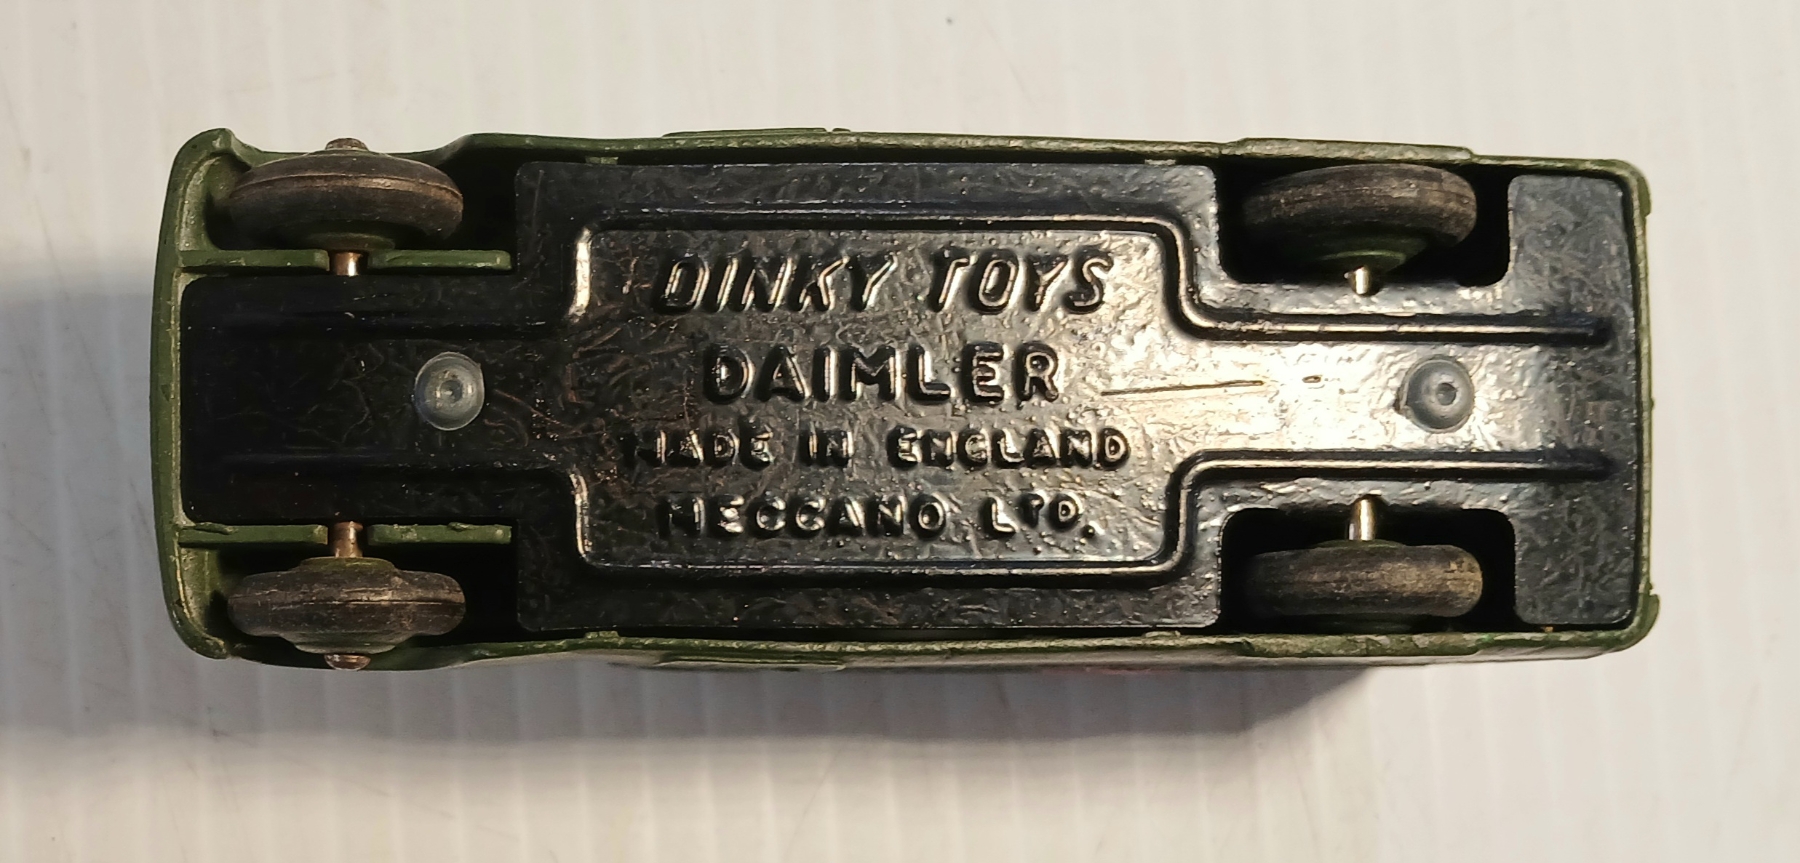 DINKY TOYS
DAIMLER
MADE IN ENGLAND
MECCANO LTD.